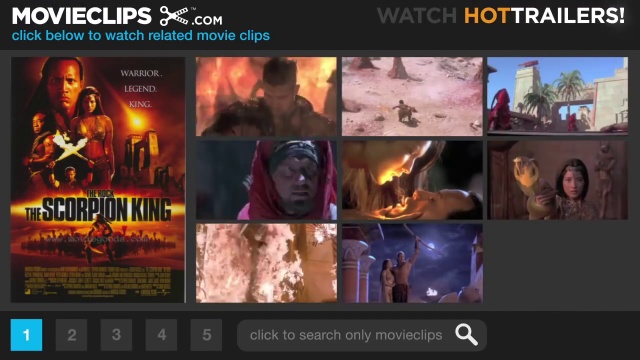 MOVIECLIPS .COM
WATCH HOTTRAILERS!
click below to watch related movie clips
WARRIOR.
LEGEND.
KING.
THE ROCK
THE SCORPION KING
1 2 3 4 5
click to search only movieclips